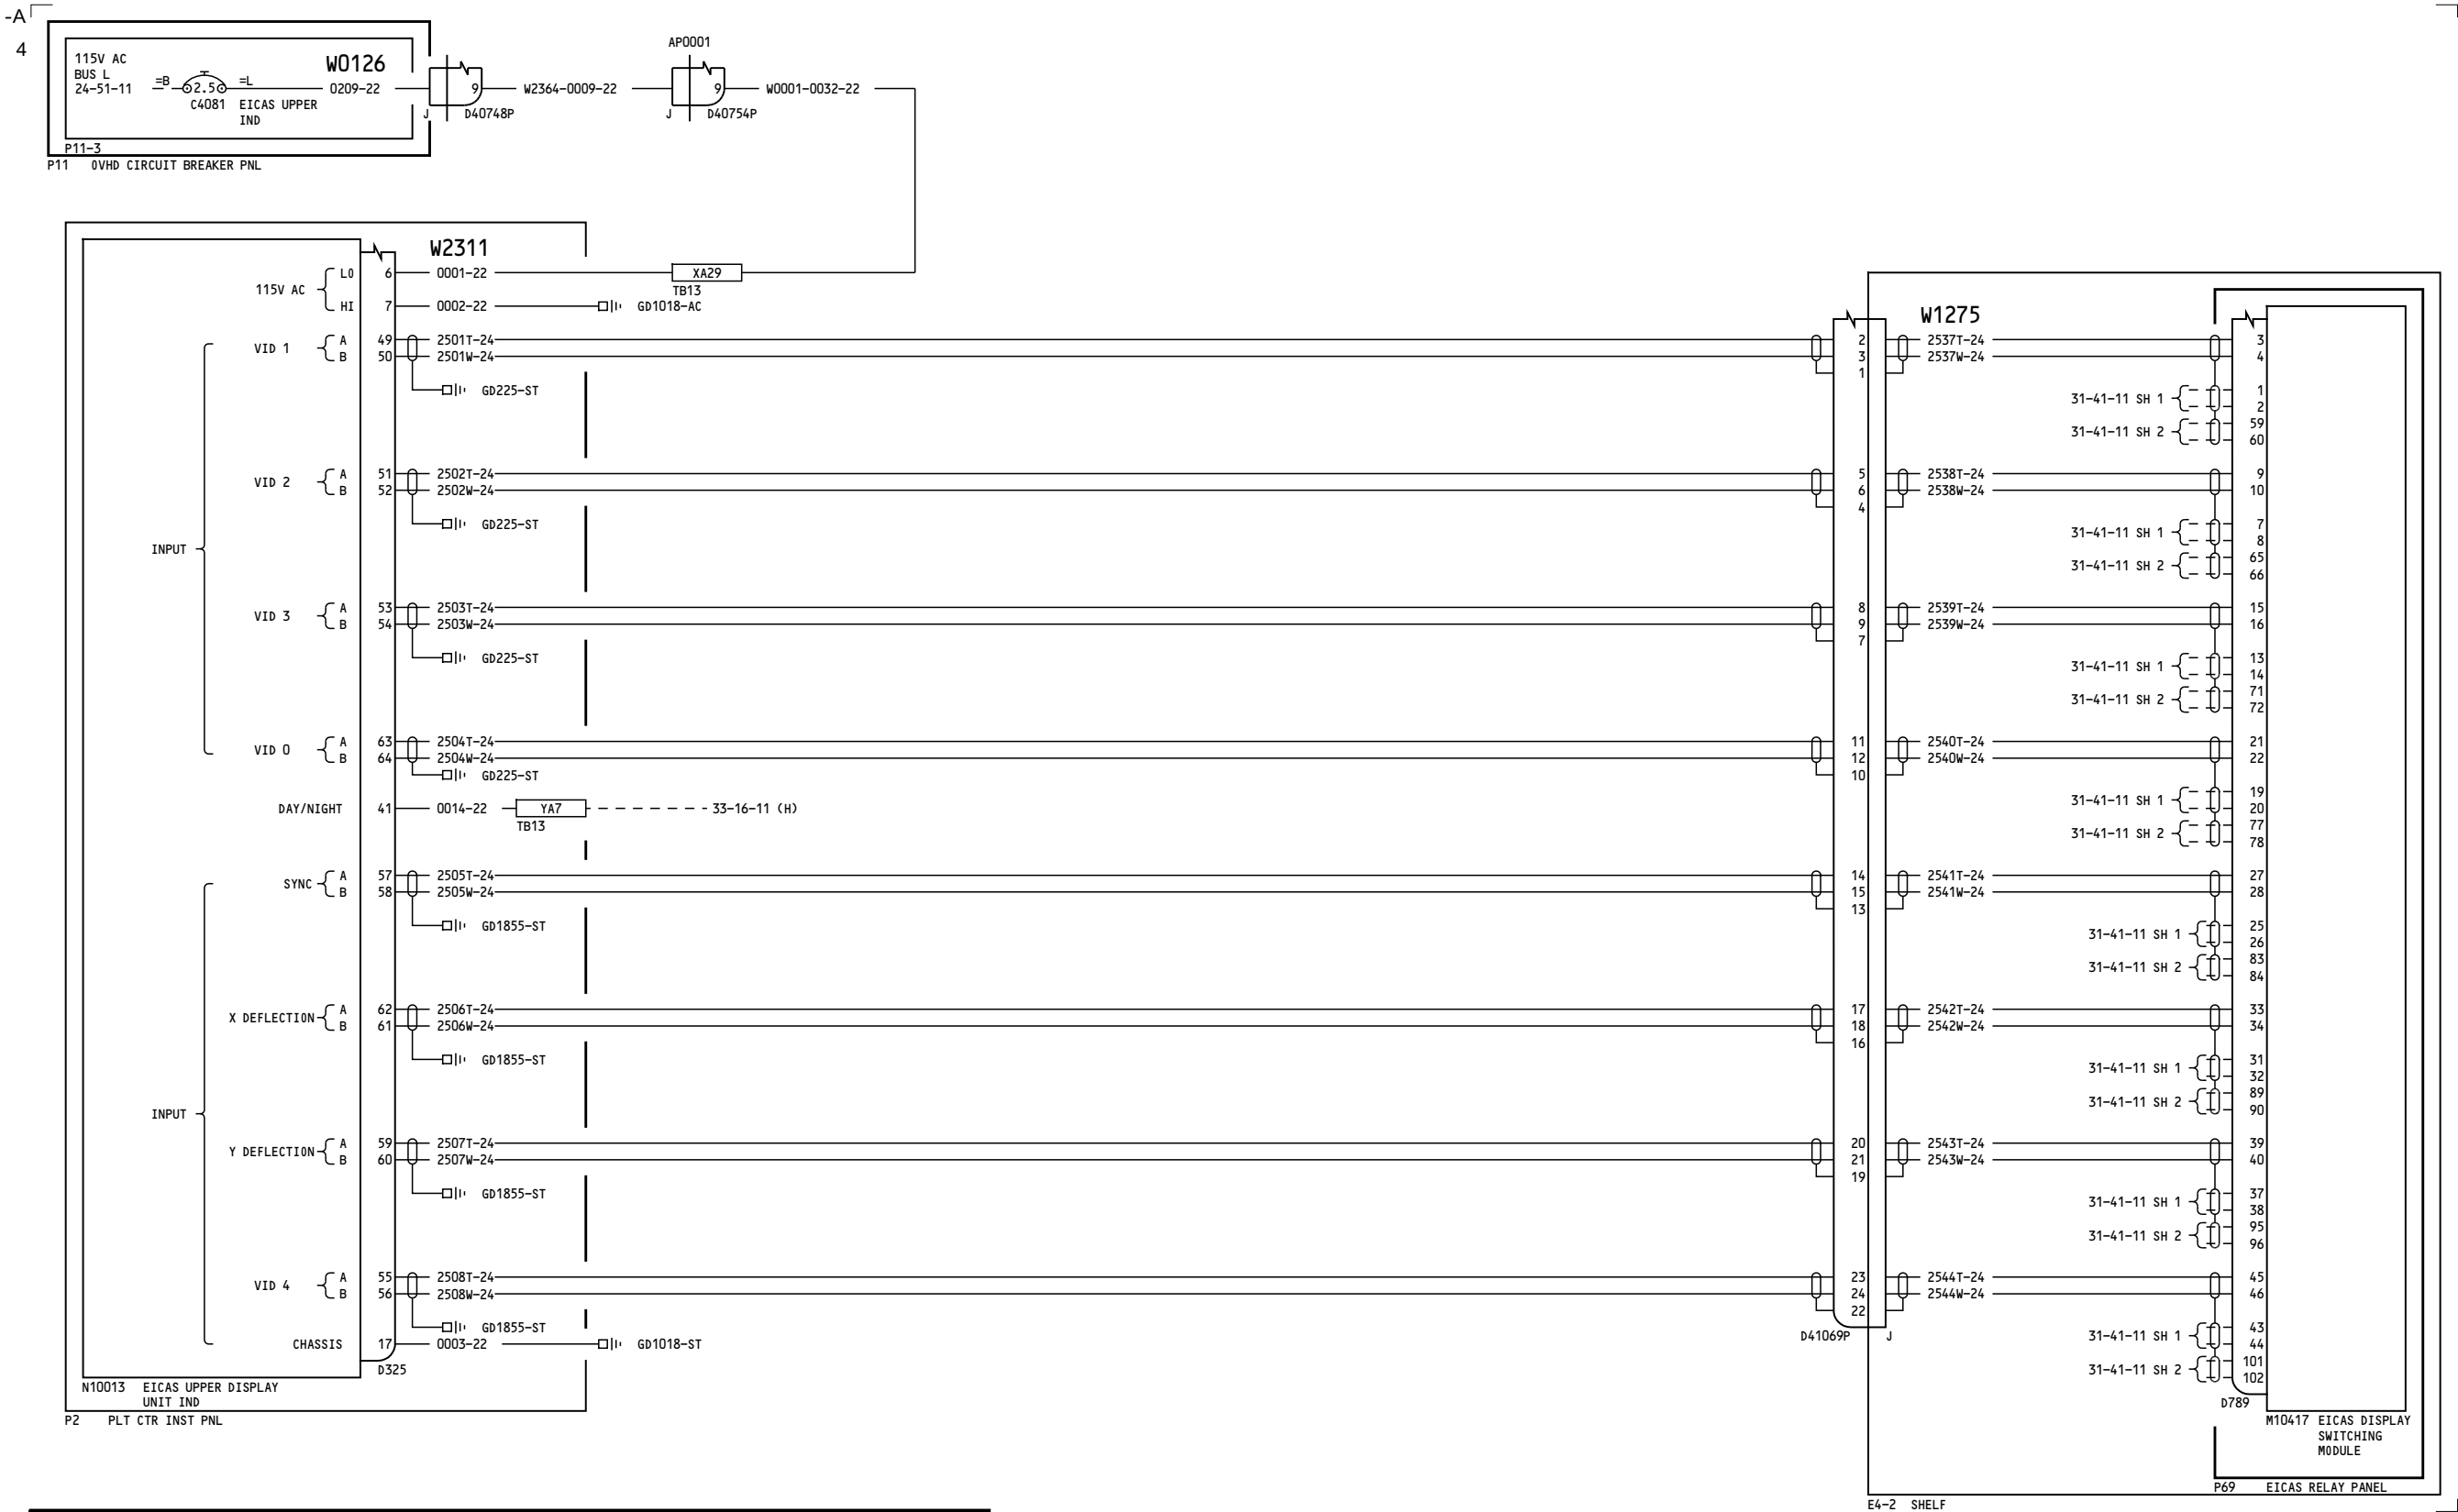 -A
4
115V AC
BUS L
24-51-11
=B
2.5
=L
C4081
EICAS UPPER
IND
W0126
0209-22
P11-3
P11 OVHD CIRCUIT BREAKER PNL
9
J
D40748P
W2364-0009-22
AP0001
9
J
D40754P
W0001-0032-22
W2311
115V AC
LO 6 0001-22
XA29
TB13
HI 7 0002-22 GD1018-AC
INPUT
VID 1
A 49 2501T-24
B 50 2501W-24
GD225-ST
VID 2
A 51 2502T-24
B 52 2502W-24
GD225-ST
VID 3
A 53 2503T-24
B 54 2503W-24
GD225-ST
VID 0
A 63 2504T-24
B 64 2504W-24
GD225-ST
DAY/NIGHT 41 0014-22 YA7 33-16-11 (H)
TB13
INPUT
SYNC
A 57 2505T-24
B 58 2505W-24
GD1855-ST
X DEFLECTION
A 62 2506T-24
B 61 2506W-24
GD1855-ST
Y DEFLECTION
A 59 2507T-24
B 60 2507W-24
GD1855-ST
VID 4
A 55 2508T-24
B 56 2508W-24
GD1855-ST
CHASSIS 17 0003-22 GD1018-ST
D325
N10013 EICAS UPPER DISPLAY
UNIT IND
P2 PLT CTR INST PNL
W1275
2 2537T-24 3
3 2537W-24 4
1
31-41-11 SH 1
1
2
31-41-11 SH 2
59
60
5 2538T-24 9
6 2538W-24 10
4
31-41-11 SH 1
7
8
31-41-11 SH 2
65
66
8 2539T-24 15
9 2539W-24 16
7
31-41-11 SH 1
13
14
31-41-11 SH 2
71
72
11 2540T-24 21
12 2540W-24 22
10
31-41-11 SH 1
19
20
31-41-11 SH 2
77
78
14 2541T-24 27
15 2541W-24 28
13
31-41-11 SH 1
25
26
31-41-11 SH 2
83
84
17 2542T-24 33
18 2542W-24 34
16
31-41-11 SH 1
31
32
31-41-11 SH 2
89
90
20 2543T-24 39
21 2543W-24 40
19
31-41-11 SH 1
37
38
31-41-11 SH 2
95
96
23 2544T-24 45
24 2544W-24 46
22
D41069P J
31-41-11 SH 1
43
44
31-41-11 SH 2
101
102
D789
M10417 EICAS DISPLAY
SWITCHING
MODULE
P69 EICAS RELAY PANEL
E4-2 SHELF